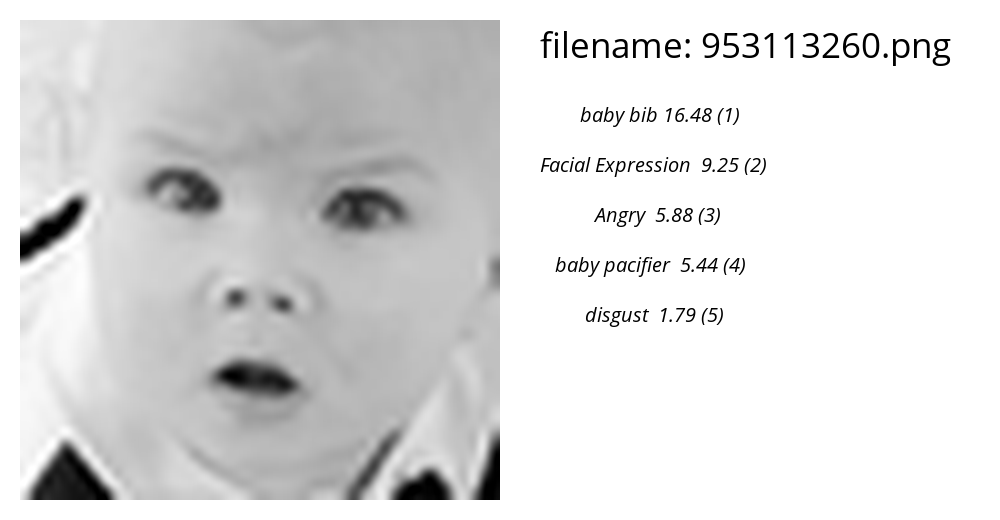 filename: 953113260.png
baby bib 16.48 (1)
Facial Expression 9.25 (2)
Angry 5.88 (3)
baby pacifier 5.44 (4)
disgust 1.79 (5)